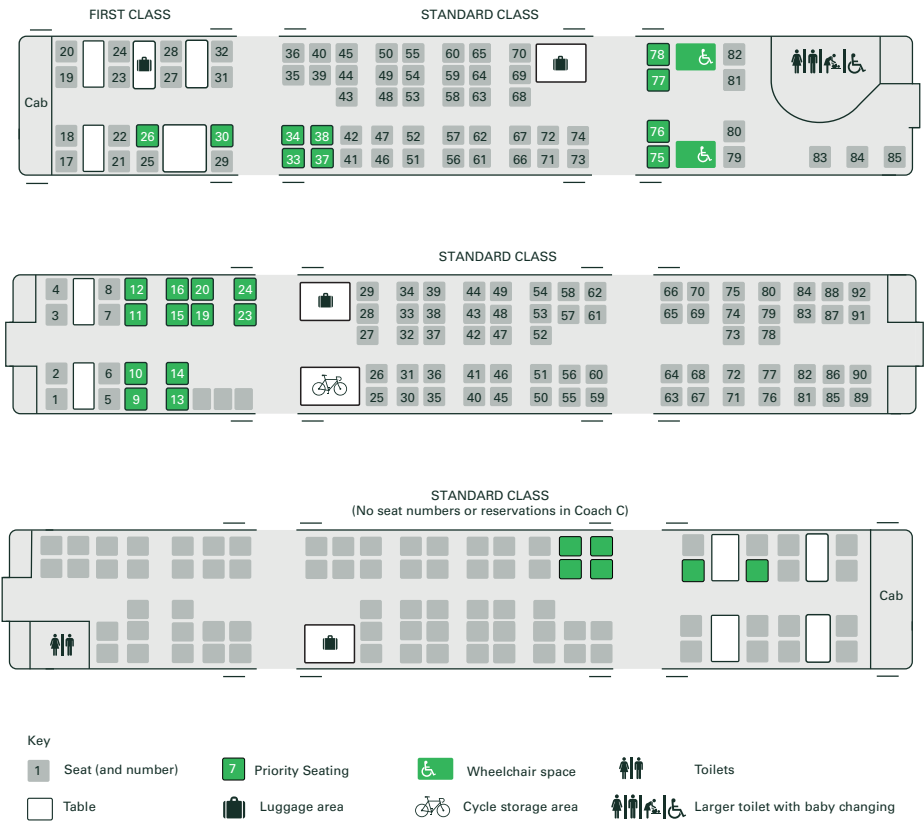 FIRST CLASS STANDARD CLASS
20 24 28 32 36 40 45 50 55 60 65 70 78 82
19 23 27 31 35 39 44 49 54 59 64 69 77 81
43 48 53 58 63 68
Cab
18 22 26 30 34 38 42 47 52 57 62 67 72 74 76 80
17 21 25 29 33 37 41 46 51 56 61 66 71 73 75 79 83 84 85
STANDARD CLASS
4 8 12 16 20 24 29 34 39 44 49 54 58 62 66 70 75 80 84 88 92
3 7 11 15 19 23 28 33 38 43 48 53 57 61 65 69 74 79 83 87 91
27 32 37 42 47 52 73 78
2 6 10 14 26 31 36 41 46 51 56 60 64 68 72 77 82 86 90
1 5 9 13 25 30 35 40 45 50 55 59 63 67 71 76 81 85 89
STANDARD CLASS
(No seat numbers or reservations in Coach C)
Cab
Key
1 Seat (and number) 7 Priority Seating Wheelchair space Toilets
Table Luggage area Cycle storage area Larger toilet with baby changing